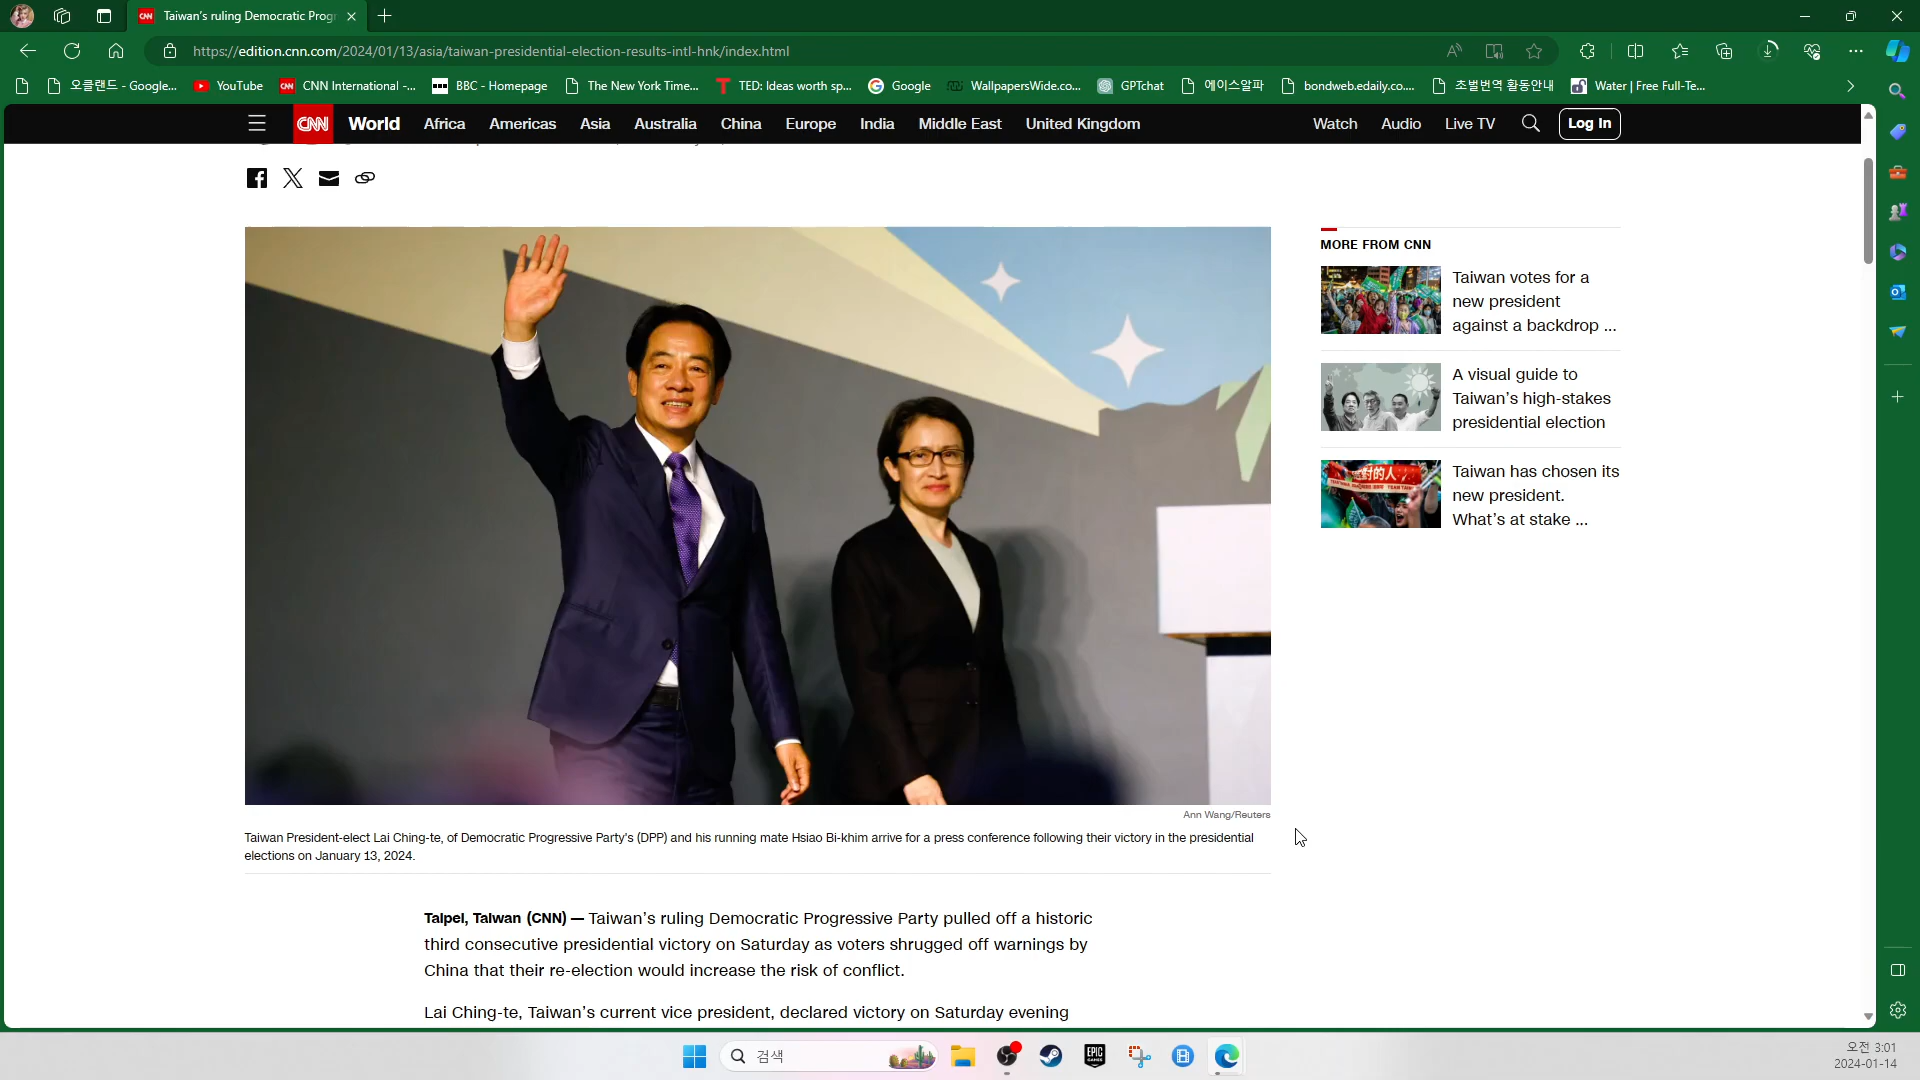 Taiwan's ruling Democratic Prog
https://edition.cnn.com/2024/01/13/asia/taiwan-presidential-election-results-intl-hnk/index.html
오클랜드 - Google...
YouTube
CNN International -...
BBC - Homepage
The New York Time...
TED: Ideas worth sp...
Google
WallpapersWide.co...
GPTchat
에이스알파
bondweb.edaily.co....
초벌번역 활동안내
Water | Free Full-Te...
CNN World
Africa
Americas
Asia
Australia
China
Europe
India
Middle East
United Kingdom
Watch
Audio
Live TV
Log In
MORE FROM CNN
Taiwan votes for a
new president
against a backdrop ...
A visual guide to
Taiwan's high-stakes
presidential election
Taiwan has chosen its
new president.
What's at stake ...
Ann Wang/Reuters
Taiwan President-elect Lai Ching-te, of Democratic Progressive Party's (DPP) and his running mate Hsiao Bi-khim arrive for a press conference following their victory in the presidential
elections on January 13, 2024.
Taipei, Taiwan (CNN) — Taiwan's ruling Democratic Progressive Party pulled off a historic
third consecutive presidential victory on Saturday as voters shrugged off warnings by
China that their re-election would increase the risk of conflict.
Lai Ching-te, Taiwan's current vice president, declared victory on Saturday evening
검색
EPIC
GAMES
오전 3:01
2024-01-14